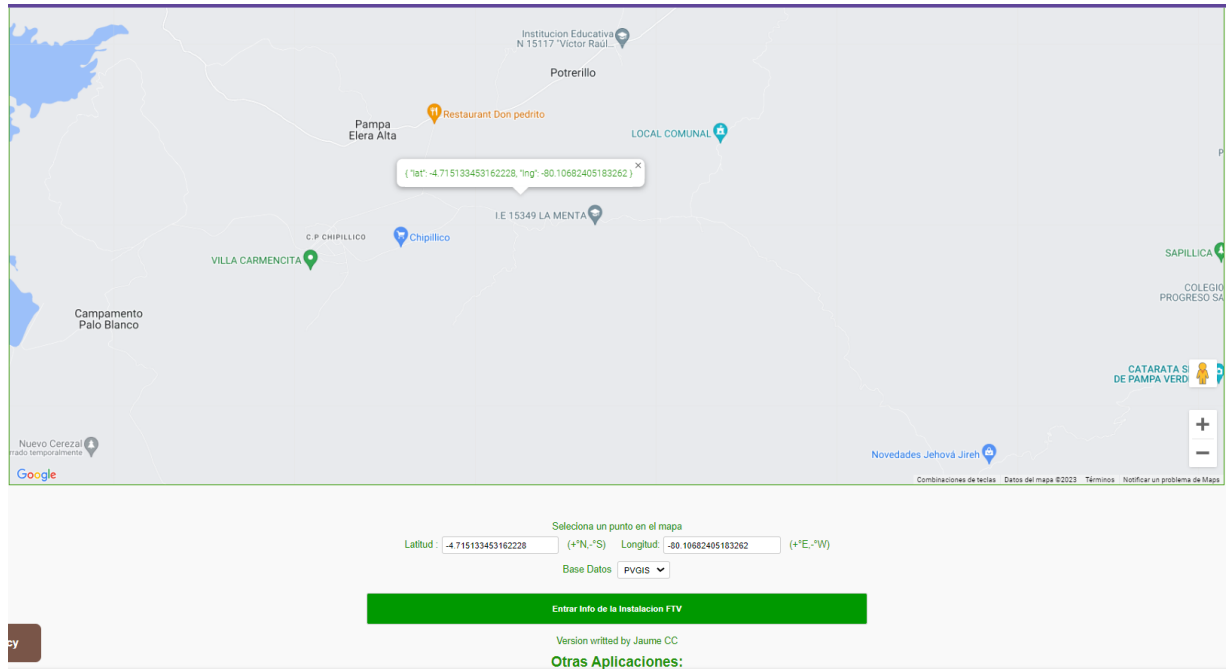 Institucion Educativa
N 15117 "Víctor Raúl...
Potrerillo
Restaurant Don pedrito
Pampa
Elera Alta
LOCAL COMUNAL
P
{ "lat": -4.715133453162228, "lng": -80.10682405183262 }
×
I.E 15349 LA MENTA
C.P CHIPILLICO
Chipillico
VILLA CARMENCITA
SAPILLICA
COLEGIO
PROGRESO SA
Campamento
Palo Blanco
CATARATA S
DE PAMPA VERD
Nuevo Cerezal
rrado temporalmente
Novedades Jehová Jireh
+
−
Google
Combinaciones de teclas Datos del mapa ©2023 Términos Notificar un problema de Maps
Selecciona un punto en el mapa
Latitud : -4.715133453162228 (+°N,-°S) Longitud: -80.10682405183262 (+°E,-°W)
Base Datos PVGIS
Entrar Info de la Instalacion FTV
cy
Version writted by Jaume CC
Otras Aplicaciones: